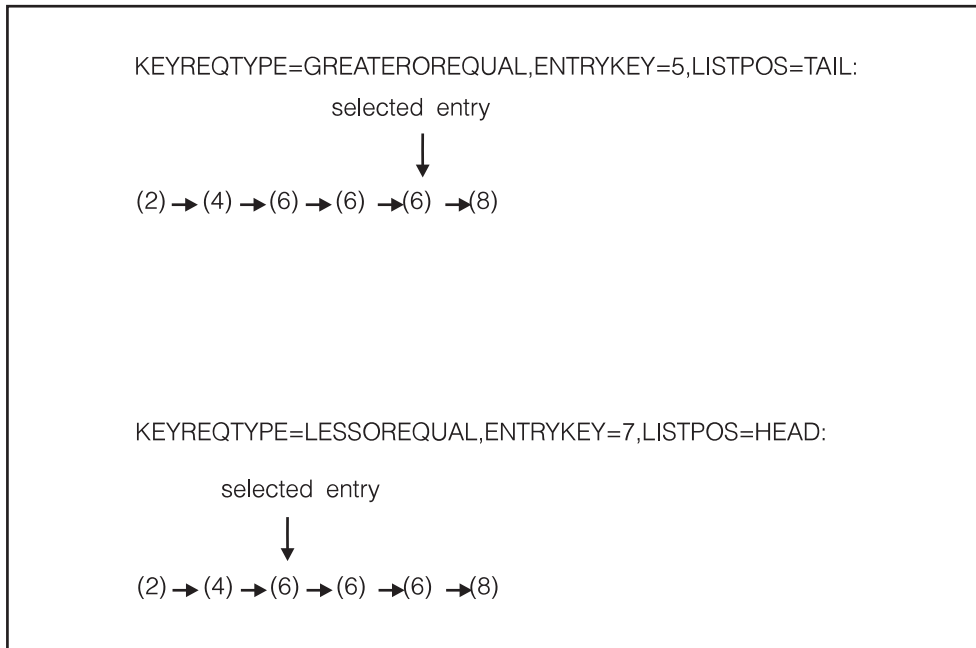 KEYREQTYPE=GREATEROREQUAL,ENTRYKEY=5,LISTPOS=TAIL:
selected entry
(2) → (4) → (6) → (6) → (6) → (8)
KEYREQTYPE=LESSOREQUAL,ENTRYKEY=7,LISTPOS=HEAD:
selected entry
(2) → (4) → (6) → (6) → (6) → (8)